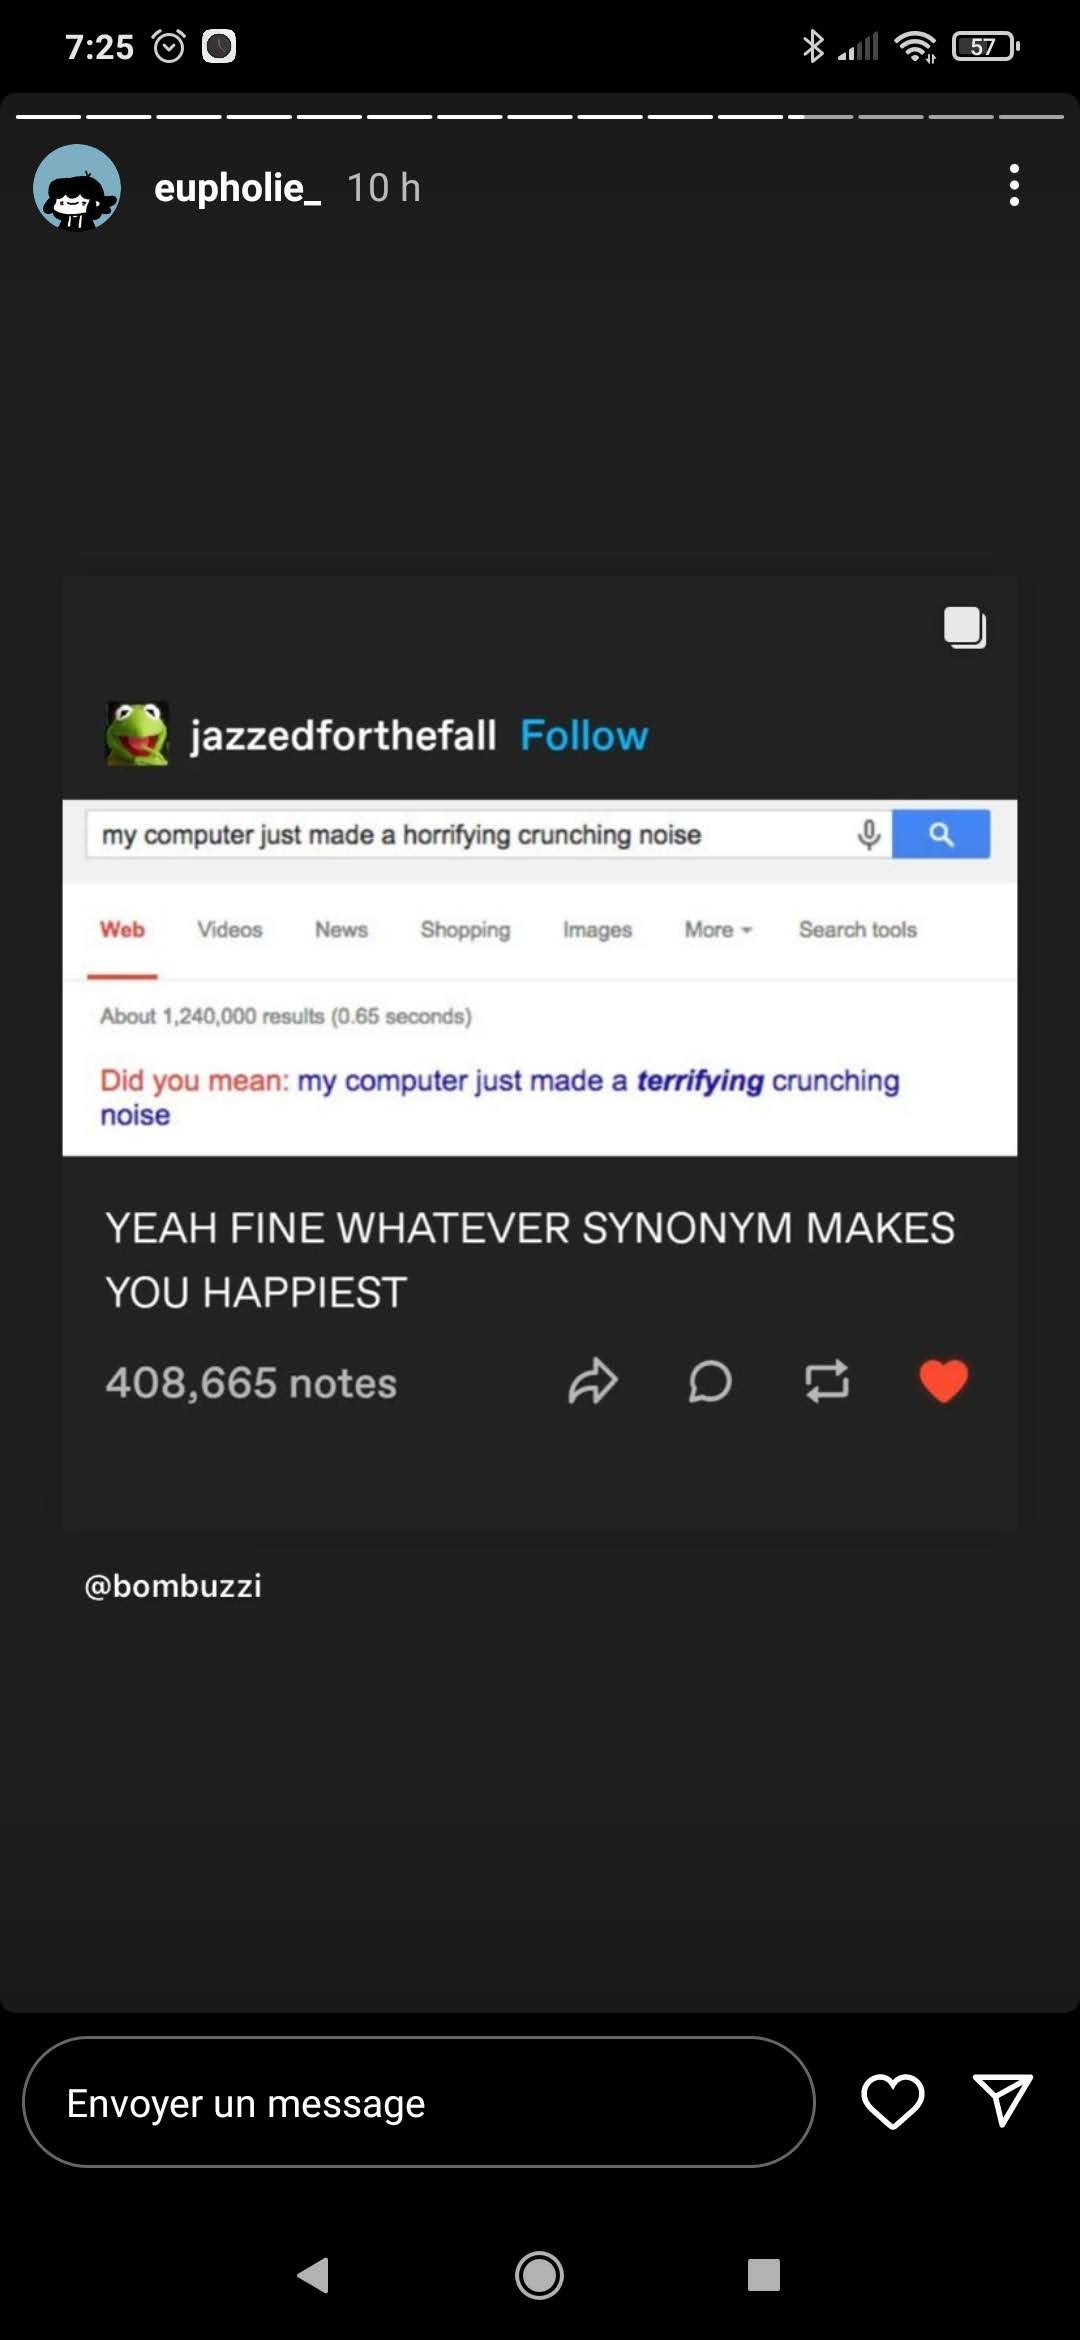 7:25
57
eupholie_ 10 h
jazzedforthefall Follow
my computer just made a horrifying crunching noise
Web Videos News Shopping Images More Search tools
About 1,240,000 results (0.65 seconds)
Did you mean: my computer just made a terrifying crunching
noise
YEAH FINE WHATEVER SYNONYM MAKES
YOU HAPPIEST
408,665 notes
@bombuzzi
Envoyer un message